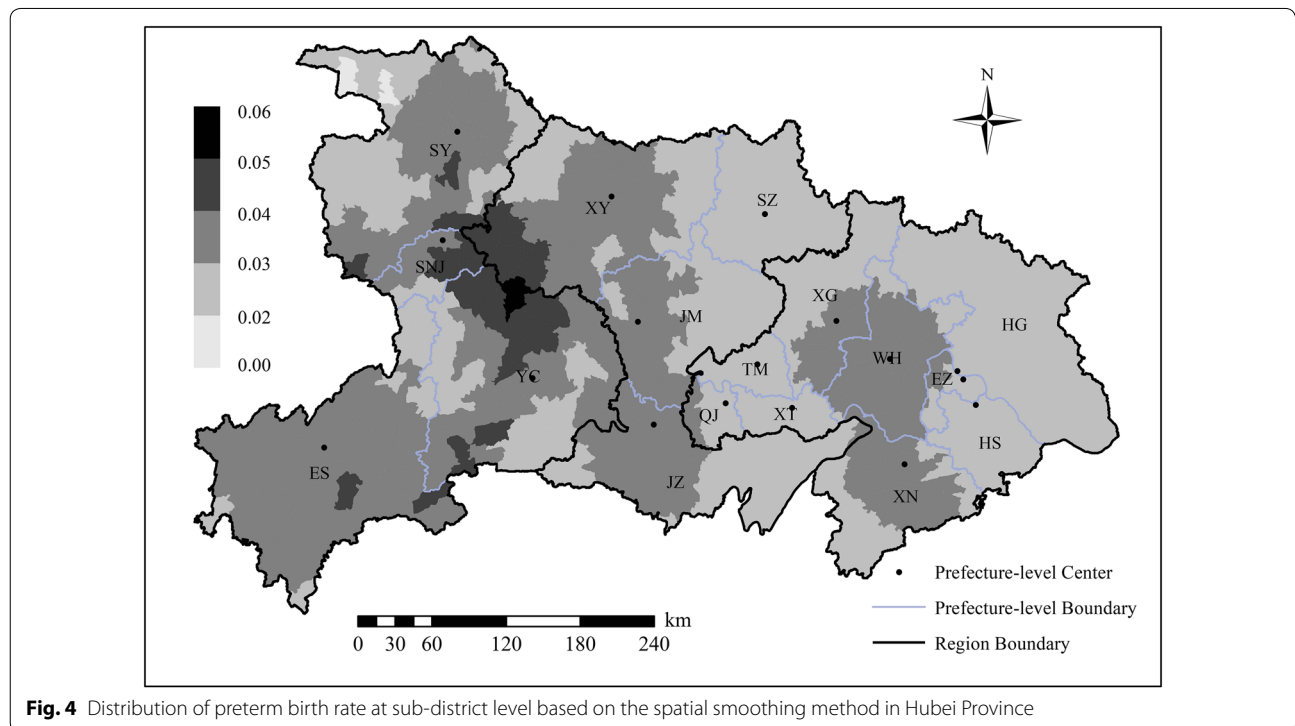 N
0.06
0.05
0.04
0.03
0.02
0.00
SY
XY
SZ
SNJ
XG
HG
JM
WH
TM
YC
EZ
QJ
XT
HS
ES
JZ
XN
Prefecture-level Center
Prefecture-level Boundary
Region Boundary
km
0 30 60 120 180 240
Fig. 4 Distribution of preterm birth rate at sub-district level based on the spatial smoothing method in Hubei Province